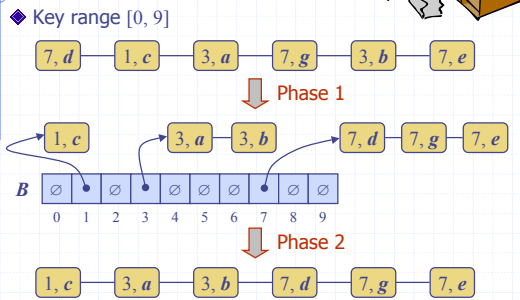 Key range [0, 9]
7, d 1, c 3, a 7, g 3, b 7, e
Phase 1
1, c 3, a 3, b 7, d 7, g 7, e
B ∅ ∅ ∅ ∅ ∅ ∅ ∅
0 1 2 3 4 5 6 7 8 9
Phase 2
1, c 3, a 3, b 7, d 7, g 7, e